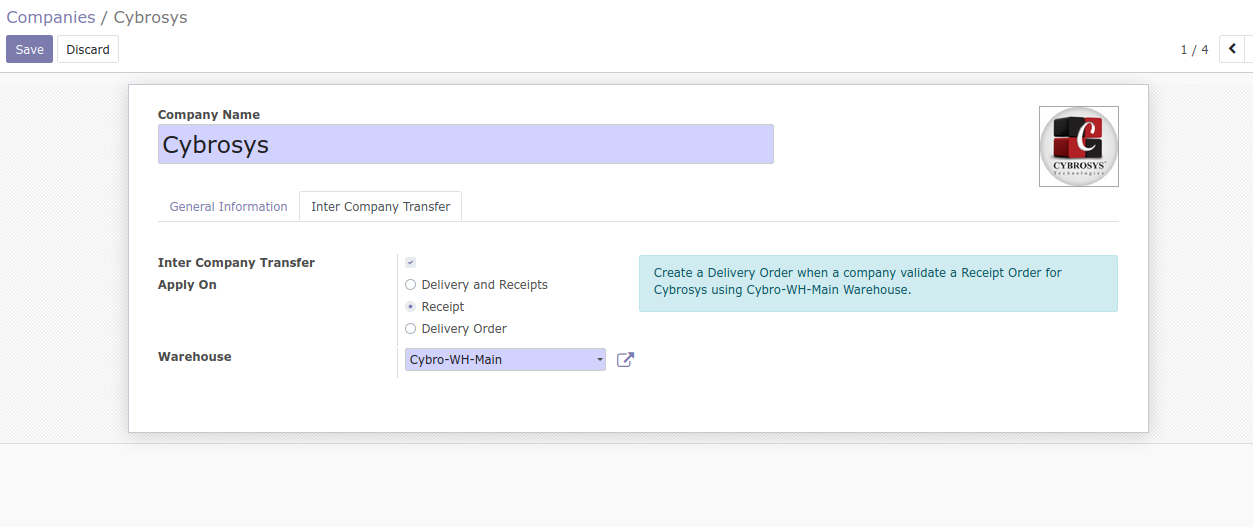 Companies / Cybrosys
Save Discard 1 / 4
Company Name
Cybrosys
C
CYBROSYS
Technologies
General Information Inter Company Transfer
Inter Company Transfer
Apply On
Delivery and Receipts
Receipt
Delivery Order
Warehouse
Cybro-WH-Main
Create a Delivery Order when a company validate a Receipt Order for
Cybrosys using Cybro-WH-Main Warehouse.